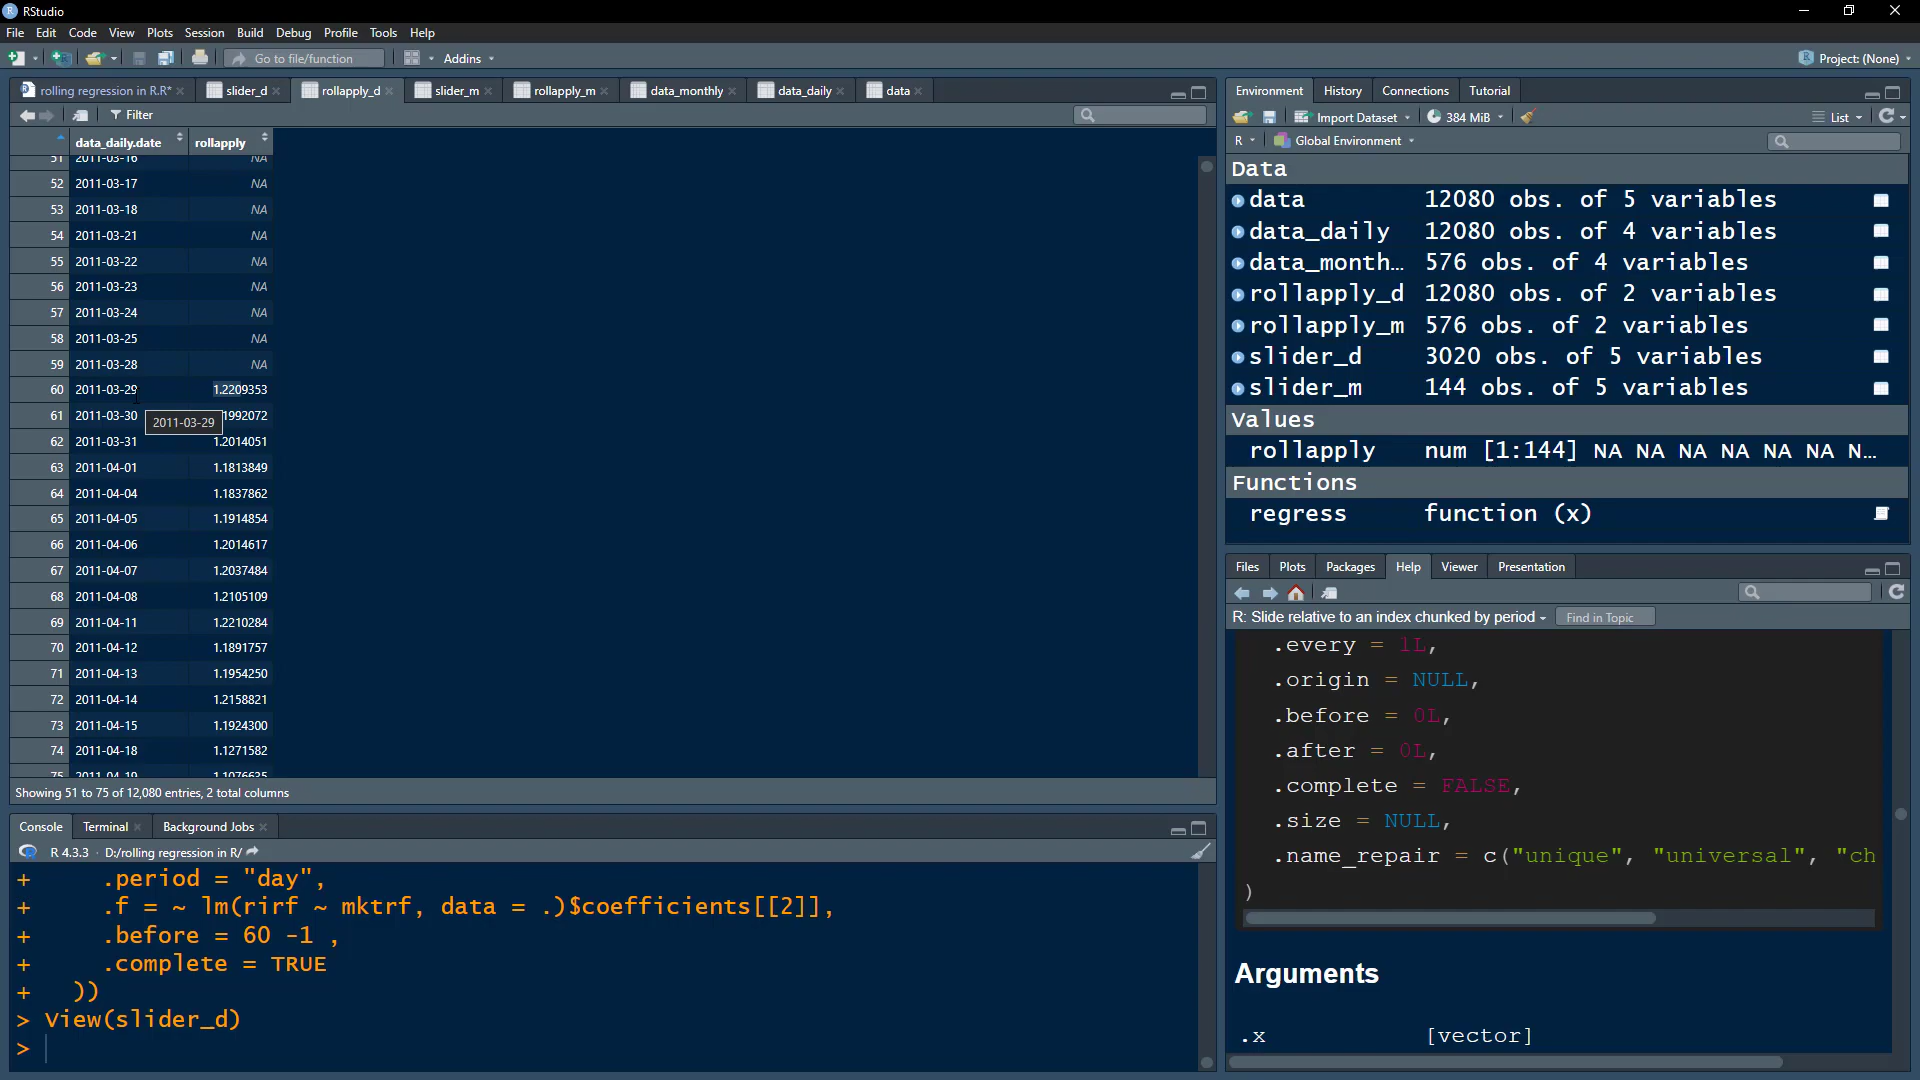 RStudio
File Edit Code View Plots Session Build Debug Profile Tools Help
Go to file/function Addins Project: (None)
rolling regression in R.R* slider_d rollapply_d slider_m rollapply_m data_monthly data_daily data
Filter
data_daily.date rollapply
51 2011-03-16 NA
52 2011-03-17 NA
53 2011-03-18 NA
54 2011-03-21 NA
55 2011-03-22 NA
56 2011-03-23 NA
57 2011-03-24 NA
58 2011-03-25 NA
59 2011-03-28 NA
60 2011-03-29 1.2209353
61 2011-03-30 1992072
2011-03-29
62 2011-03-31 1.2014051
63 2011-04-01 1.1813849
64 2011-04-04 1.1837862
65 2011-04-05 1.1914854
66 2011-04-06 1.2014617
67 2011-04-07 1.2037484
68 2011-04-08 1.2105109
69 2011-04-11 1.2210284
70 2011-04-12 1.1891757
71 2011-04-13 1.1954250
72 2011-04-14 1.2158821
73 2011-04-15 1.1924300
74 2011-04-18 1.1271582
75 2011-04-19 1.1076635
Showing 51 to 75 of 12,080 entries, 2 total columns
Console Terminal Background Jobs
R 4.3.3 · D:/rolling regression in R/
+ .period = "day",
+ .f = ~ lm(rirf ~ mktrf, data = .)$coefficients[[2]],
+ .before = 60 -1 ,
+ .complete = TRUE
+ ))
> View(slider_d)
>
Environment History Connections Tutorial
Import Dataset 384 MiB List
R Global Environment
Data
data 12080 obs. of 5 variables
data_daily 12080 obs. of 4 variables
data_month… 576 obs. of 4 variables
rollapply_d 12080 obs. of 2 variables
rollapply_m 576 obs. of 2 variables
slider_d 3020 obs. of 5 variables
slider_m 144 obs. of 5 variables
Values
rollapply num [1:144] NA NA NA NA NA NA N…
Functions
regress function (x)
Files Plots Packages Help Viewer Presentation
R: Slide relative to an index chunked by period Find in Topic
.every = 1L,
.origin = NULL,
.before = 0L,
.after = 0L,
.complete = FALSE,
.size = NULL,
.name_repair = c("unique", "universal", "ch
)
Arguments
.x [vector]